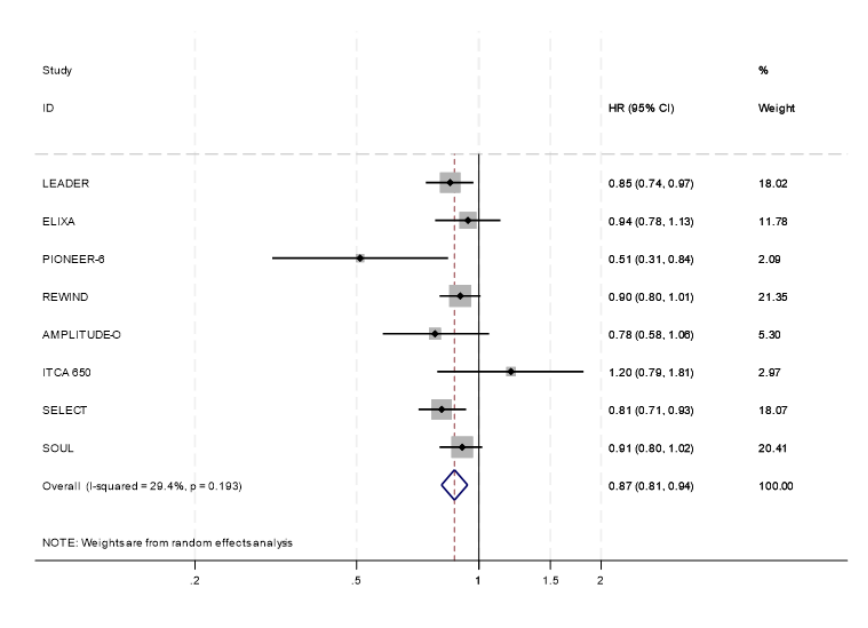 Study %
ID HR (95% CI) Weight
LEADER 0.85 (0.74, 0.97) 18.02
ELIXA 0.94 (0.78, 1.13) 11.78
PIONEER-6 0.51 (0.31, 0.84) 2.09
REWIND 0.90 (0.80, 1.01) 21.35
AMPLITUDE-O 0.78 (0.58, 1.06) 5.30
ITCA 650 1.20 (0.79, 1.81) 2.97
SELECT 0.81 (0.71, 0.93) 18.07
SOUL 0.91 (0.80, 1.02) 20.41
Overall (I-squared = 29.4%, p = 0.193) 0.87 (0.81, 0.94) 100.00
NOTE: Weights are from random effects analysis
.2 .5 1 1.5 2